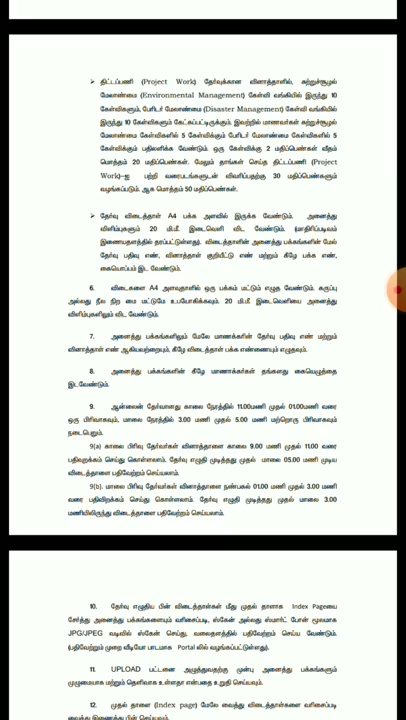 ➢ திட்டப்பணி (Project Work) தேர்வுக்கான வினாத்தாளில், சுற்றுச்சூழல்
மேலாண்மை (Environmental Management) கேள்வி வங்கியில் இருந்து 10
கேள்விகளும், பேரிடர் மேலாண்மை (Disaster Management) கேள்வி வங்கியில்
இருந்து 10 கேள்விகளும் கேட்கப்பட்டிருக்கும். இவற்றில் மாணவர்கள் சுற்றுச்சூழல்
மேலாண்மை கேள்விகளில் 5 கேள்விக்கும் பேரிடர் மேலாண்மை கேள்விகளில் 5
கேள்விக்கும் பதிலளிக்க வேண்டும். ஒரு கேள்விக்கு 2 மதிப்பெண்கள் வீதம்
மொத்தம் 20 மதிப்பெண்கள். மேலும் தாங்கள் செய்த திட்டப்பணி (Project
Work)–ஐ பற்றி வரைபடங்களுடன் விவரிப்பதற்கு 30 மதிப்பெண்களும்
வழங்கப்படும். ஆக மொத்தம் 50 மதிப்பெண்கள்.
➢ தேர்வு விடைத்தாள் A4 பக்க அளவில் இருக்க வேண்டும். அனைத்து
விளிம்புகளும் 20 மி.மீ. இடைவெளி விட வேண்டும். (மாதிரிப்படிவம்
இணையதளத்தில் தரப்பட்டுள்ளது). விடைத்தாளின் அனைத்து பக்கங்களின் மேல்
தேர்வு பதிவு எண், வினாத்தாள் குறியீட்டு எண் மற்றும் கீழே பக்க எண்,
கையொப்பம் இட வேண்டும்.
6. விடைகளை A4 அளவுதாளில் ஒரு பக்கம் மட்டும் எழுத வேண்டும். கருப்பு
அல்லது நீல நிற மை மட்டுமே உபயோகிக்கவும். 20 மி.மீ. இடைவெளியை அனைத்து
விளிம்புகளிலும் விட வேண்டும்.
7. அனைத்து பக்கங்களிலும் மேலே மாணாக்கரின் தேர்வு பதிவு எண் மற்றும்
வினாத்தாள் எண் ஆகியவற்றையும், கீழே விடைத்தாள் பக்க எண்ணையும் எழுதவும்.
8. அனைத்து பக்கங்களின் கீழே மாணாக்கர்கள் தங்களது கையெழுத்தை
இடவேண்டும்.
9. ஆன்லைன் தேர்வானது காலை நேரத்தில் 11.00மணி முதல் 01.00மணி வரை
ஒரு பிரிவாகவும், மாலை நேரத்தில் 3.00 மணி முதல் 5.00 மணி மற்றொரு பிரிவாகவும்
நடைபெறும்.
9(a) காலை பிரிவு தேர்வர்கள் வினாத்தாளை காலை 9.00 மணி முதல் 11.00 வரை
பதிவுறக்கம் செய்து கொள்ளலாம். தேர்வு எழுதி முடித்தது முதல் மாலை 05.00 மணி முடிய
விடைத்தாளை பதிவேற்றம் செய்யலாம்.
9(b). மாலை பிரிவு தேர்வர்கள் வினாத்தாளை நண்பகல் 01.00 மணி முதல் 3.00 மணி
வரை பதிவிறக்கம் செய்து கொள்ளலாம். தேர்வு எழுதி முடித்தது முதல் மாலை 3.00
மணியிலிருந்து விடைத்தாளை பதிவேற்றம் செய்யலாம்.
10. தேர்வு எழுதிய பின் விடைத்தாள்கள் மீது முதல் தாளாக Index Pageயை
சேர்த்து அனைத்து பக்கங்களையும் வரிசைப்படி, ஸ்கேன் அல்லது ஸ்மார்ட் போன் மூலமாக
JPG/JPEG வடிவில் ஸ்கேன் செய்து, வலைதளத்தில் பதிவேற்றம் செய்ய வேண்டும்.
(பதிவேற்றும் முறை வீடியோ பாடமாக Portal லில் வழங்கப்பட்டுள்ளது).
11. UPLOAD பட்டனை அழுத்துவதற்கு முன்பு அனைத்து பக்கங்களும்
முழுமையாக மற்றும் தெளிவாக உள்ளதா என்பதை உறுதி செய்யவும்.
12. முதல் தாளை (Index page) மேலே வைத்து விடைத்தாள்களை வரிசைப்படி
வைத்து இணைத்து பின் செய்யவும்.